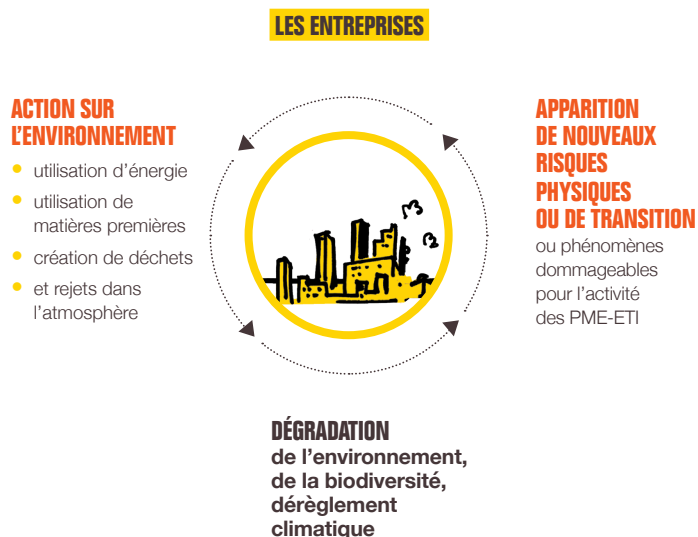 LES ENTREPRISES
ACTION SUR
L'ENVIRONNEMENT
• utilisation d'énergie
• utilisation de
matières premières
• création de déchets
• et rejets dans
l'atmosphère
APPARITION
DE NOUVEAUX
RISQUES
PHYSIQUES
OU DE TRANSITION
ou phénomènes
dommageables
pour l'activité
des PME-ETI
DÉGRADATION
de l'environnement,
de la biodiversité,
dérèglement
climatique